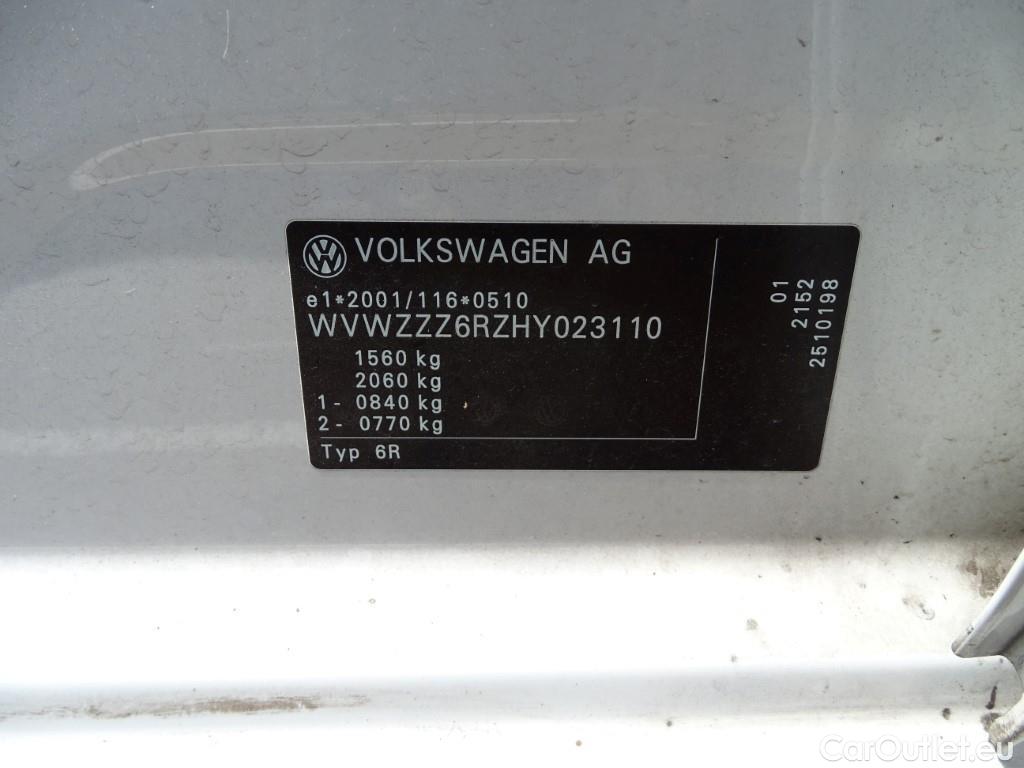 VOLKSWAGEN AG
e1*2001/116*0510
WVWZZZ6RZHY023110
1560 kg
2060 kg
1- 0840 kg
2- 0770 kg
Typ 6R
01
2152
2510198
CarOutlet.eu